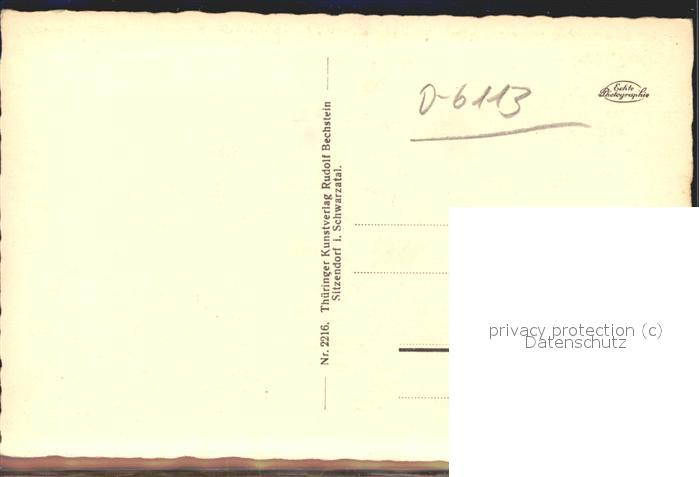 D-6113
Echte
Photographie
Nr. 2216. Thüringer Kunstverlag Rudolf Bechstein
Sitzendorf i. Schwarzatal.
privacy protection (c)
Datenschutz